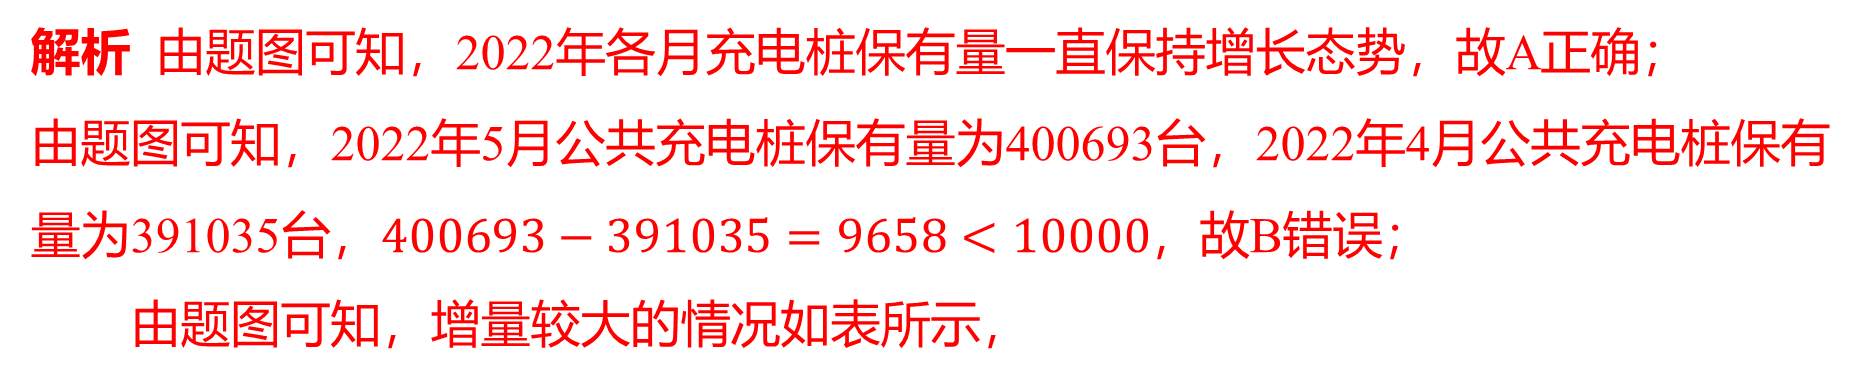 解析 由题图可知，2022年各月充电桩保有量一直保持增长态势，故A正确；
由题图可知，2022年5月公共充电桩保有量为400693台，2022年4月公共充电桩保有
量为391035台，400693－391035＝9658＜10000，故B错误；
由题图可知，增量较大的情况如表所示，